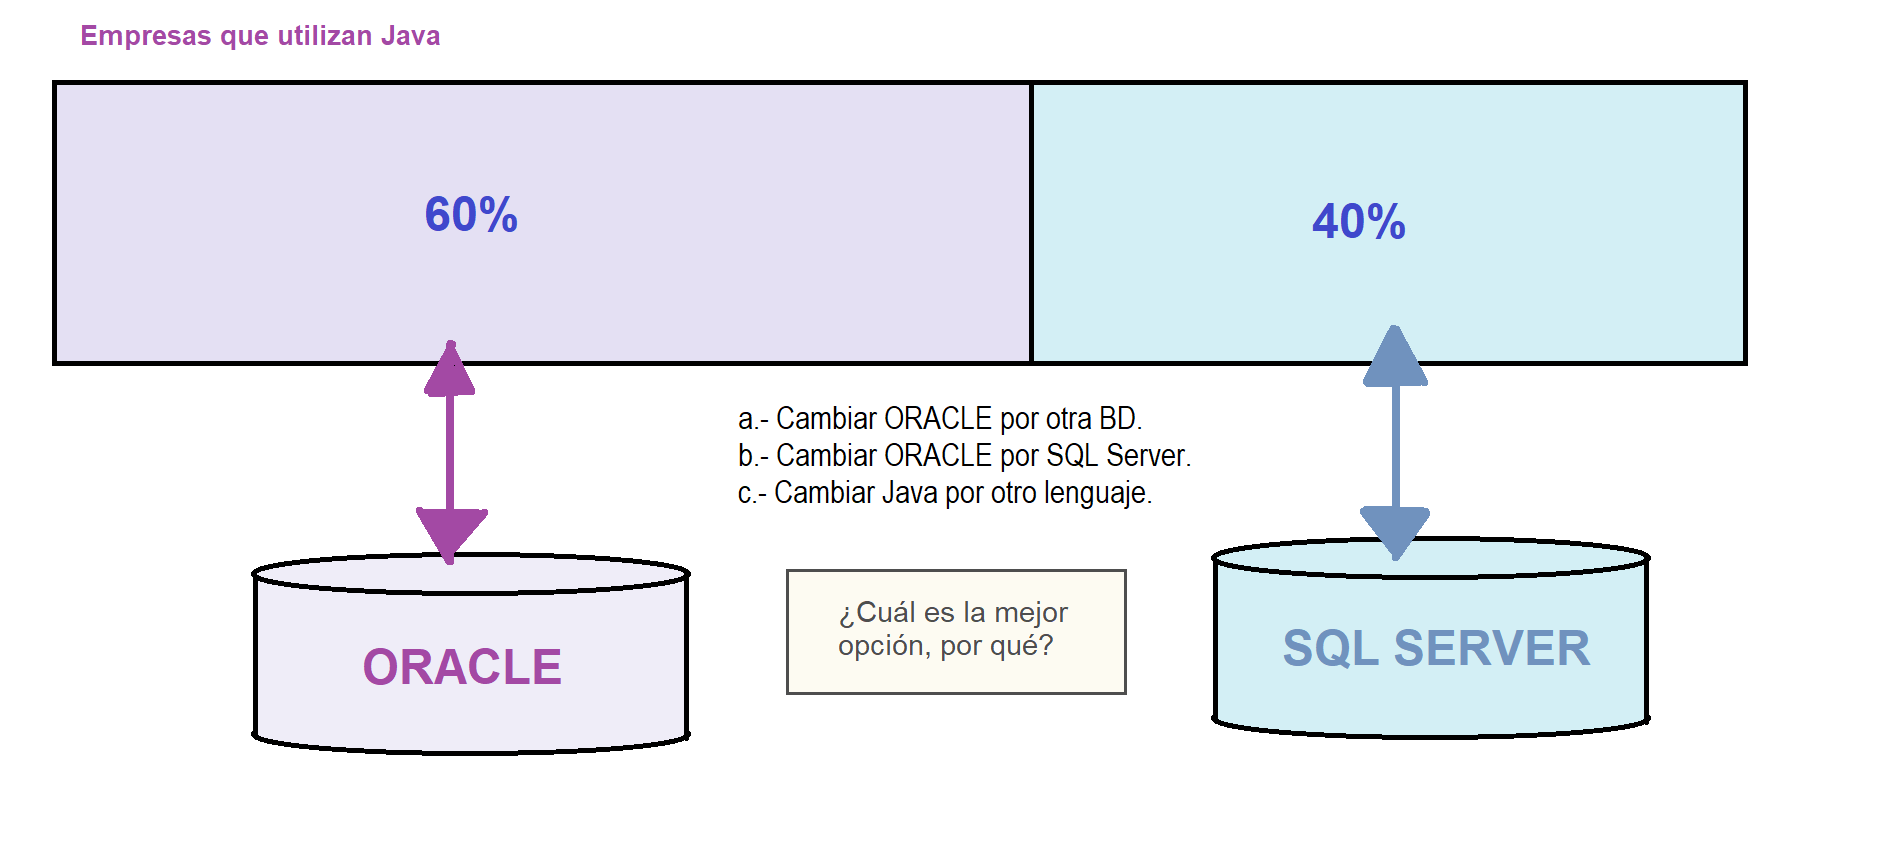 Empresas que utilizan Java
60%
40%
a.- Cambiar ORACLE por otra BD.
b.- Cambiar ORACLE por SQL Server.
c.- Cambiar Java por otro lenguaje.
¿Cuál es la mejor
opción, por qué?
ORACLE
SQL SERVER